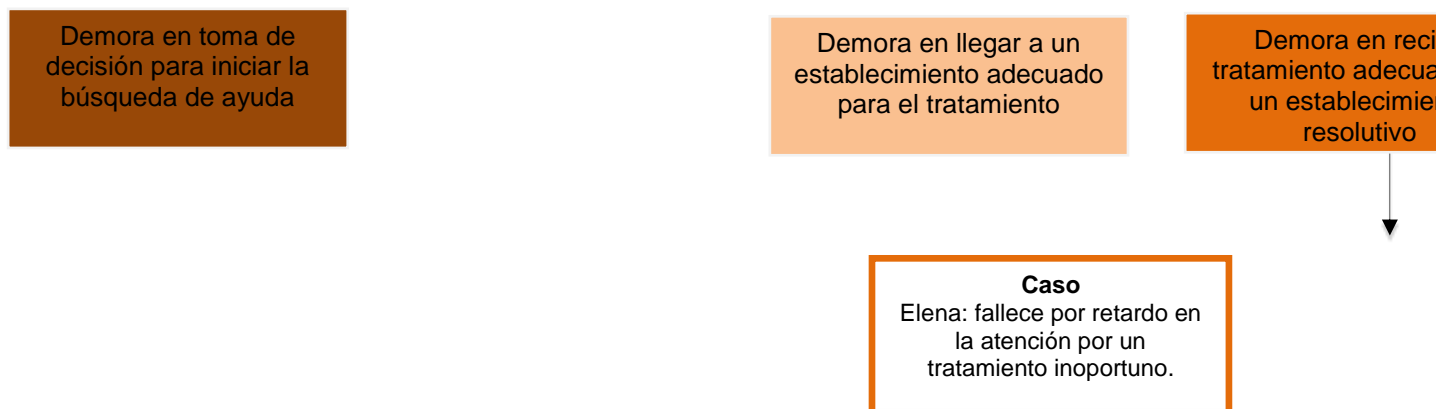 Demora en toma de
decisión para iniciar la
búsqueda de ayuda
Demora en llegar a un
establecimiento adecuado
para el tratamiento
Demora en
tratamiento
un
resolutivo
Caso
Elena: fallece por retardo en
la atención por un
tratamiento inoportuno.